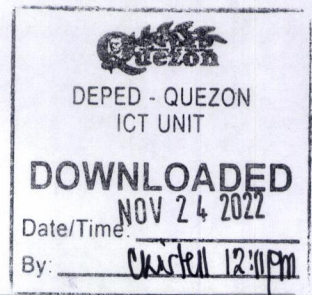 Quezon
DEPED - QUEZON
ICT UNIT
DOWNLOADED
NOV 24 2022
Date/Time:
By: 12:11pm